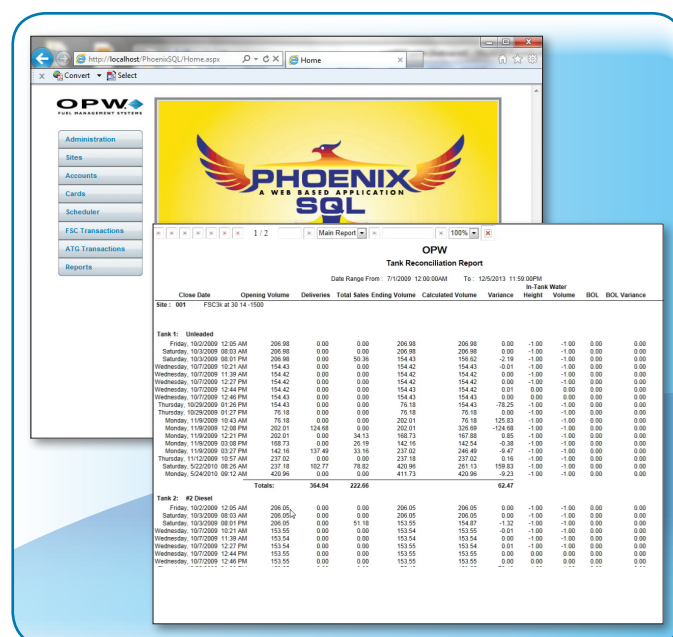 http://localhost/PhoenixSQL/Home.aspx
Home
x Convert Select
OPW
FUEL MANAGEMENT SYSTEMS
Administration
Sites
Accounts
Cards
Scheduler
FSC Transactions
ATG Transactions
Reports
PHOENIX
A WEB BASED APPLICATION
SQL
1 / 2 Main Report 100%
OPW
Tank Reconciliation Report
Date Range From : 7/1/2009 12:00:00AM To : 12/5/2013 11:59:00PM
In-Tank Water
Close Date Opening Volume Deliveries Total Sales Ending Volume Calculated Volume Variance Height Volume BOL BOL Variance
Site : 001 FSC3k at 30 14 -1500
Tank 1: Unleaded
Friday, 10/2/2009 12:05 AM 206.98 0.00 0.00 206.98 206.98 0.00 -1.00 -1.00 0.00 0.00
Saturday, 10/3/2009 08:03 AM 206.98 0.00 0.00 206.98 206.98 0.00 -1.00 -1.00 0.00 0.00
Saturday, 10/3/2009 08:01 PM 206.98 0.00 50.36 154.43 156.62 -2.19 -1.00 -1.00 0.00 0.00
Wednesday, 10/7/2009 10:21 AM 154.43 0.00 0.00 154.42 154.43 -0.01 -1.00 -1.00 0.00 0.00
Wednesday, 10/7/2009 11:39 AM 154.42 0.00 0.00 154.42 154.42 0.00 -1.00 -1.00 0.00 0.00
Wednesday, 10/7/2009 12:27 PM 154.42 0.00 0.00 154.42 154.42 0.00 -1.00 -1.00 0.00 0.00
Wednesday, 10/7/2009 12:44 PM 154.42 0.00 0.00 154.43 154.42 0.01 -1.00 -1.00 0.00 0.00
Wednesday, 10/7/2009 12:46 PM 154.43 0.00 0.00 154.43 154.43 0.00 -1.00 -1.00 0.00 0.00
Thursday, 10/29/2009 01:26 PM 154.43 0.00 0.00 76.18 154.43 -78.25 -1.00 -1.00 0.00 0.00
Thursday, 10/29/2009 01:27 PM 76.18 0.00 0.00 76.18 76.18 0.00 -1.00 -1.00 0.00 0.00
Monday, 11/9/2009 10:43 AM 76.18 0.00 0.00 202.01 76.18 125.83 -1.00 -1.00 0.00 0.00
Monday, 11/9/2009 12:08 PM 202.01 124.68 0.00 202.01 326.69 -124.68 -1.00 -1.00 0.00 0.00
Monday, 11/9/2009 12:21 PM 202.01 0.00 34.13 168.73 167.88 0.85 -1.00 -1.00 0.00 0.00
Monday, 11/9/2009 03:08 PM 168.73 0.00 26.19 142.16 142.54 -0.38 -1.00 -1.00 0.00 0.00
Monday, 11/9/2009 03:27 PM 142.16 137.49 33.16 237.02 246.49 -9.47 -1.00 -1.00 0.00 0.00
Thursday, 11/12/2009 10:57 AM 237.02 0.00 0.00 237.18 237.02 0.16 -1.00 -1.00 0.00 0.00
Saturday, 5/22/2010 08:26 AM 237.18 102.77 78.82 420.96 261.13 159.83 -1.00 -1.00 0.00 0.00
Monday, 5/24/2010 09:12 AM 420.96 0.00 0.00 411.73 420.96 -9.23 -1.00 -1.00 0.00 0.00
Totals: 364.94 222.66 62.47
Tank 2: #2 Diesel
Friday, 10/2/2009 12:05 AM 206.05 0.00 0.00 206.05 206.05 0.00 -1.00 -1.00 0.00 0.00
Saturday, 10/3/2009 08:03 AM 206.05 0.00 0.00 206.05 206.05 0.00 -1.00 -1.00 0.00 0.00
Saturday, 10/3/2009 08:01 PM 206.05 0.00 51.18 153.55 154.87 -1.32 -1.00 -1.00 0.00 0.00
Wednesday, 10/7/2009 10:21 AM 153.55 0.00 0.00 153.54 153.55 -0.01 -1.00 -1.00 0.00 0.00
Wednesday, 10/7/2009 11:39 AM 153.54 0.00 0.00 153.54 153.54 0.00 -1.00 -1.00 0.00 0.00
Wednesday, 10/7/2009 12:27 PM 153.54 0.00 0.00 153.55 153.54 0.01 -1.00 -1.00 0.00 0.00
Wednesday, 10/7/2009 12:44 PM 153.55 0.00 0.00 153.55 153.55 0.00 -1.00 -1.00 0.00 0.00
Wednesday, 10/7/2009 12:46 PM 153.55 0.00 0.00 153.55 153.55 0.00 -1.00 -1.00 0.00 0.00